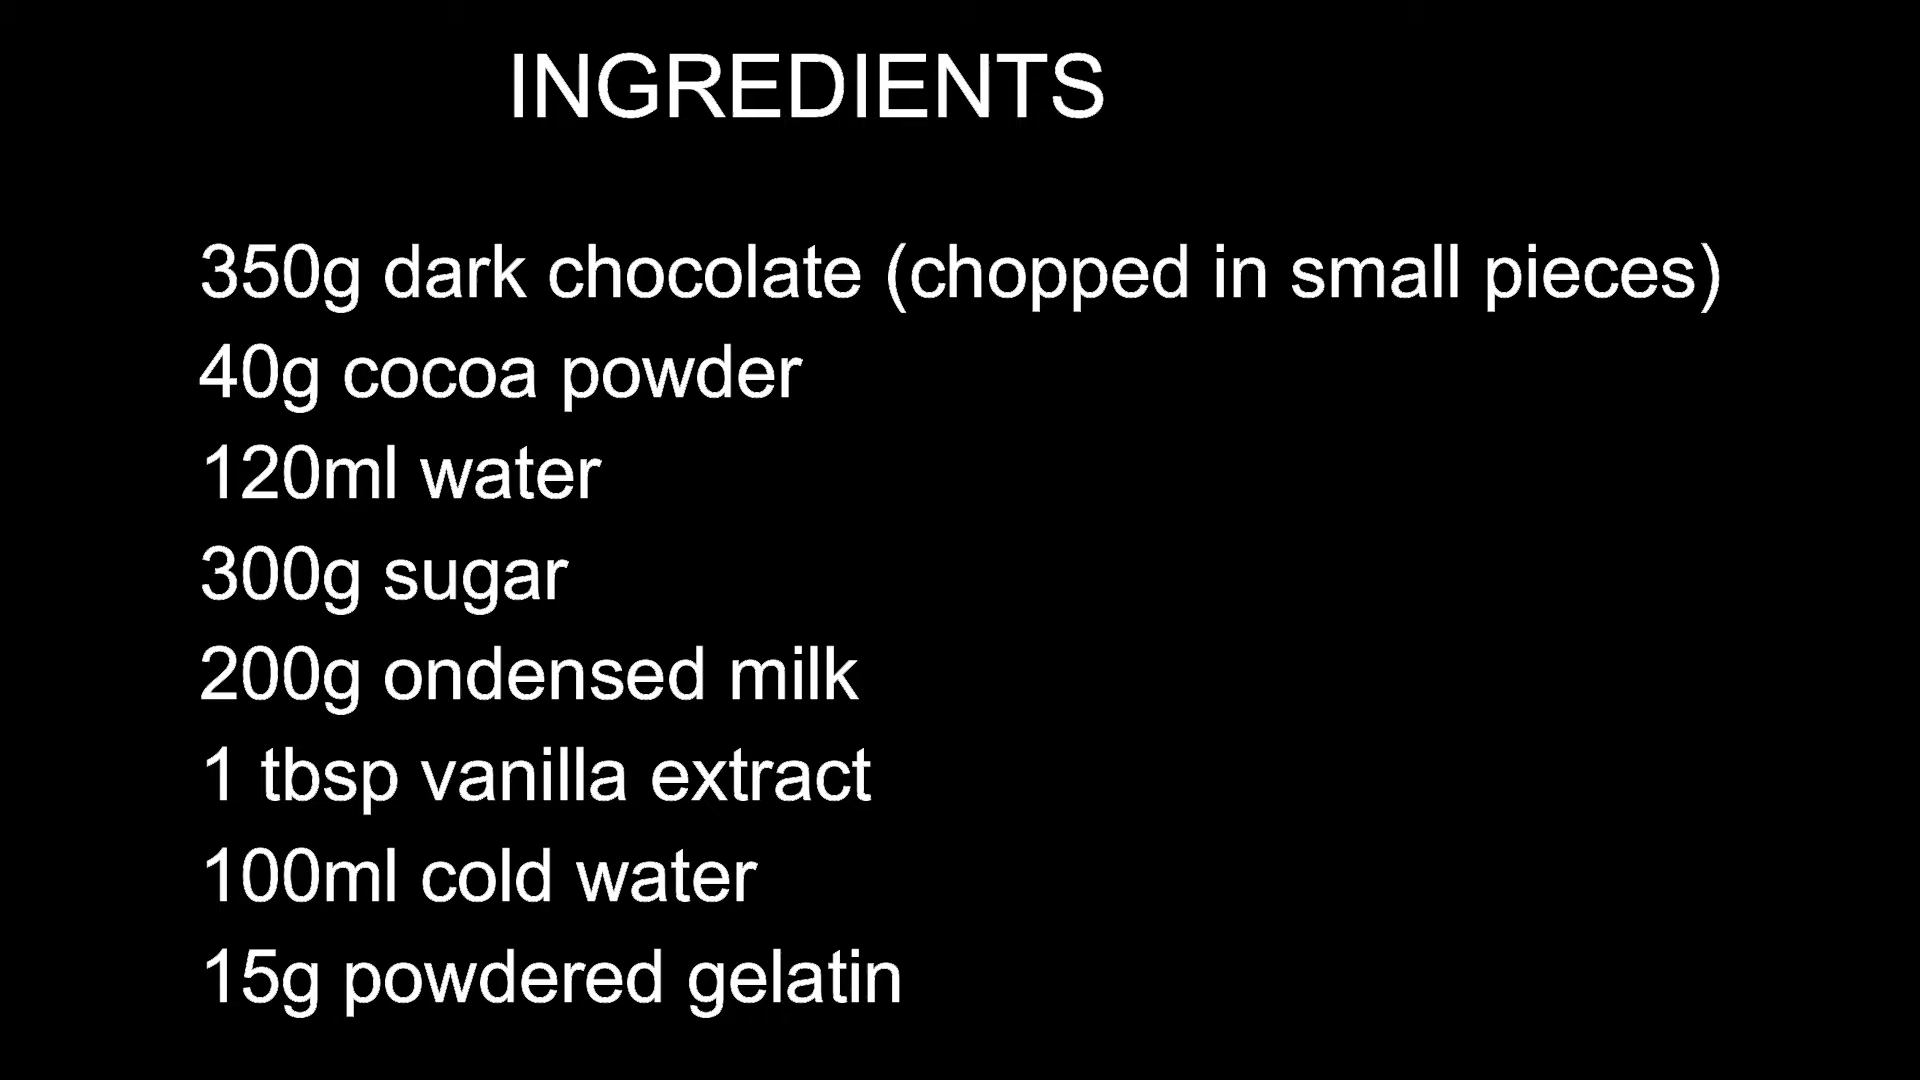 INGREDIENTS
350g dark chocolate (chopped in small pieces)
40g cocoa powder
120ml water
300g sugar
200g ondensed milk
1 tbsp vanilla extract
100ml cold water
15g powdered gelatin